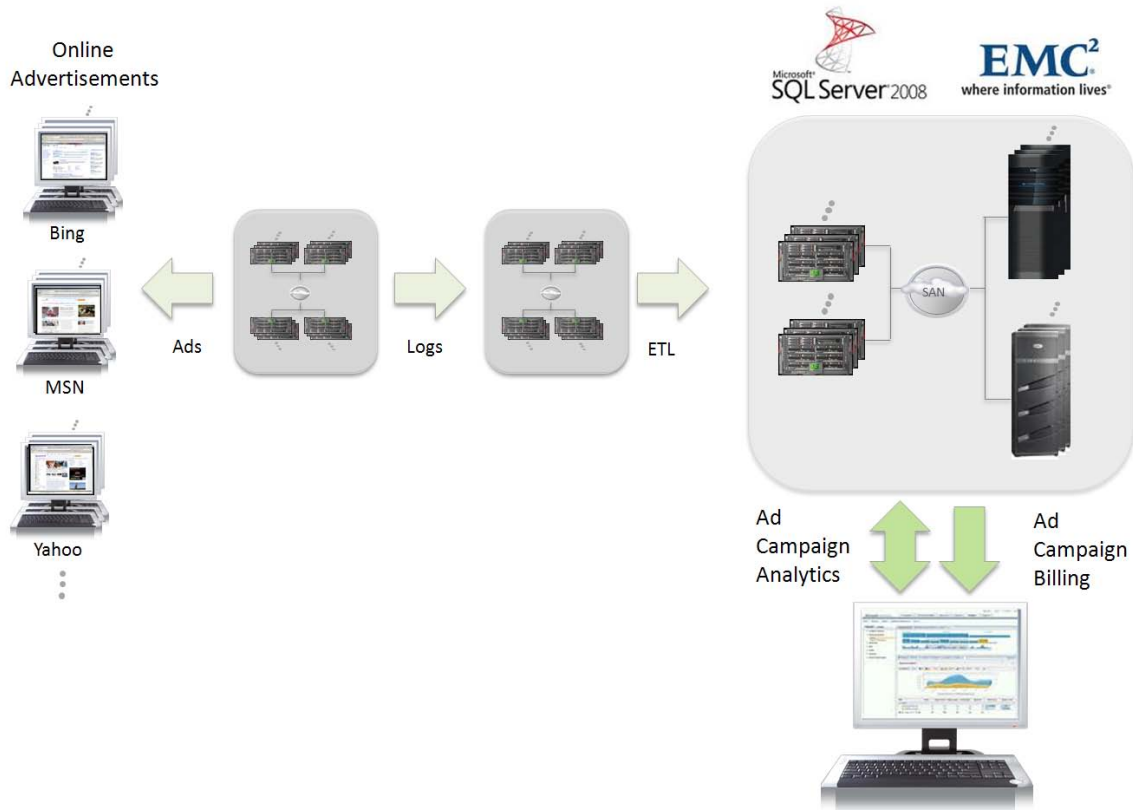 Online
Advertisements
Bing
MSN
Yahoo
Ads
Logs
ETL
Microsoft®
SQL Server®2008
EMC²
where information lives®
SAN
Ad
Campaign
Analytics
Ad
Campaign
Billing